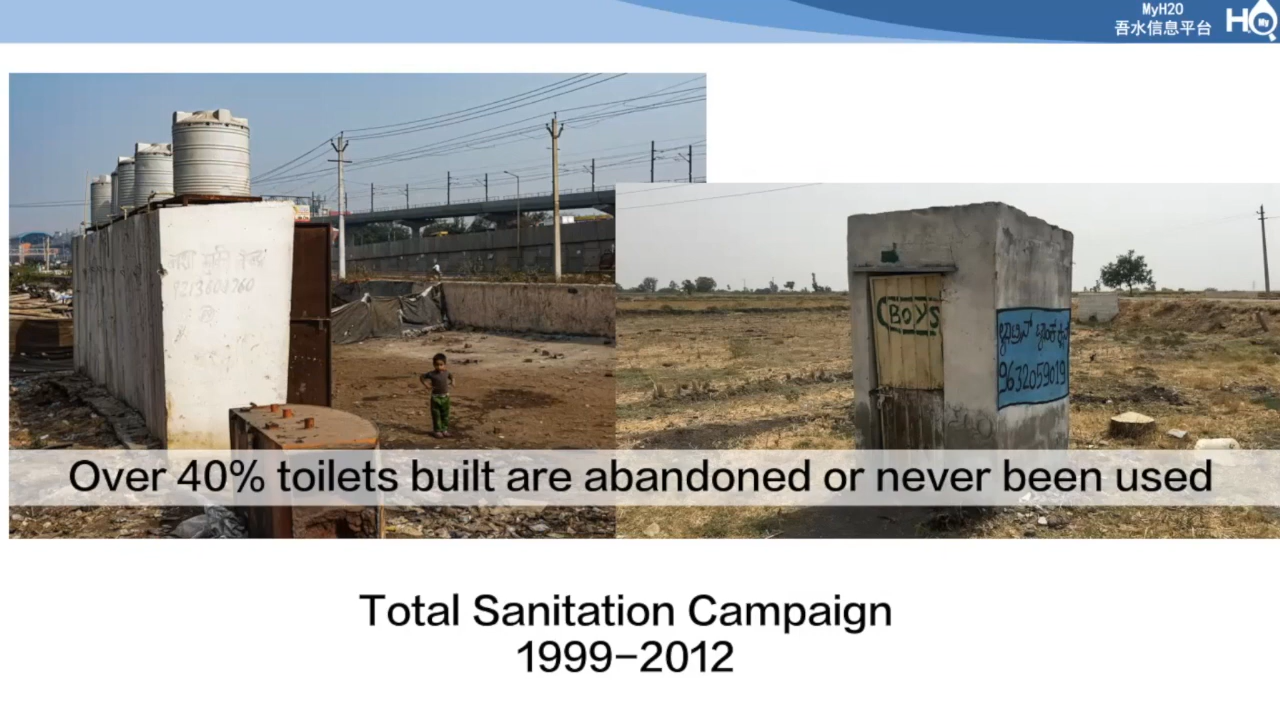 MyH2O
吾水信息平台
My
BOYS
9632059019
Over 40% toilets built are abandoned or never been used
Total Sanitation Campaign
1999-2012